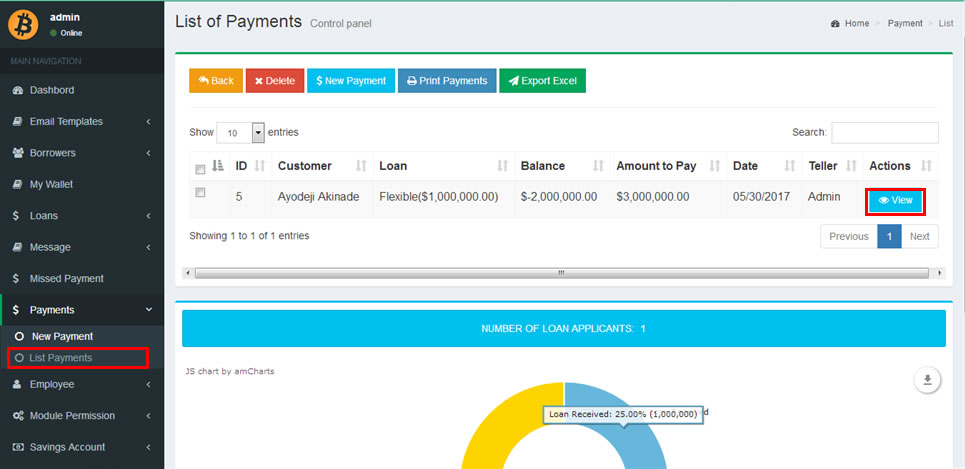 admin
Online
MAIN NAVIGATION
Dashbord
Email Templates
Borrowers
My Wallet
Loans
Message
Missed Payment
Payments
New Payment
List Payments
Employee
Module Permission
Savings Account
List of Payments Control panel
Home > Payment > List
Back Delete $ New Payment Print Payments Export Excel
Show 10 entries Search:
ID Customer Loan Balance Amount to Pay Date Teller Actions
5 Ayodeji Akinade Flexible($1,000,000.00) $-2,000,000.00 $3,000,000.00 05/30/2017 Admin View
Showing 1 to 1 of 1 entries Previous 1 Next
NUMBER OF LOAN APPLICANTS: 1
JS chart by amCharts
Loan Received: 25.00% (1,000,000)